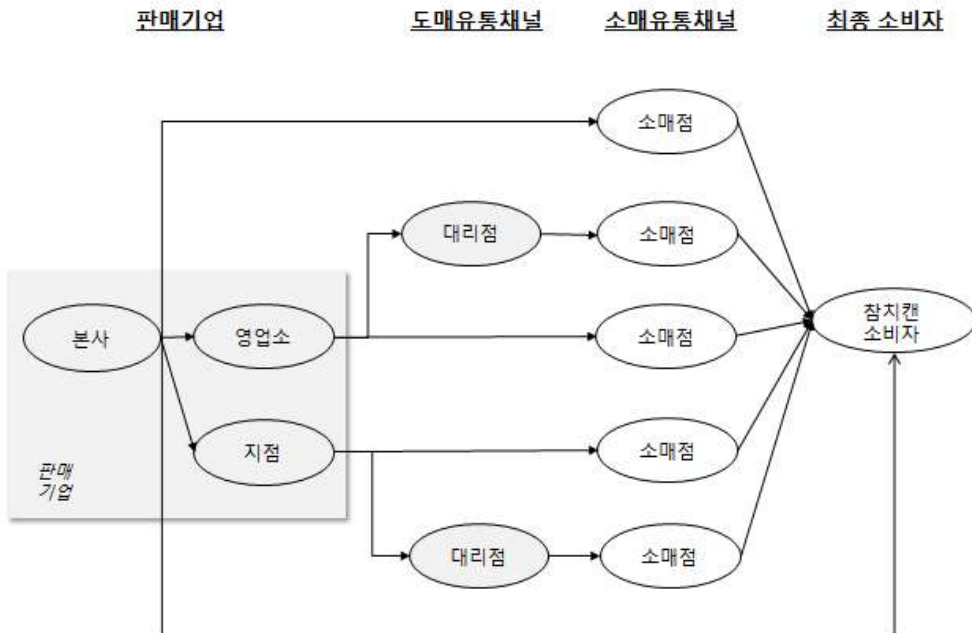 판매기업 도매유통채널 소매유통채널 최종 소비자
소매점
대리점 소매점
본사 영업소 소매점 참치캔
소비자
지점 소매점
판매
기업
대리점 소매점